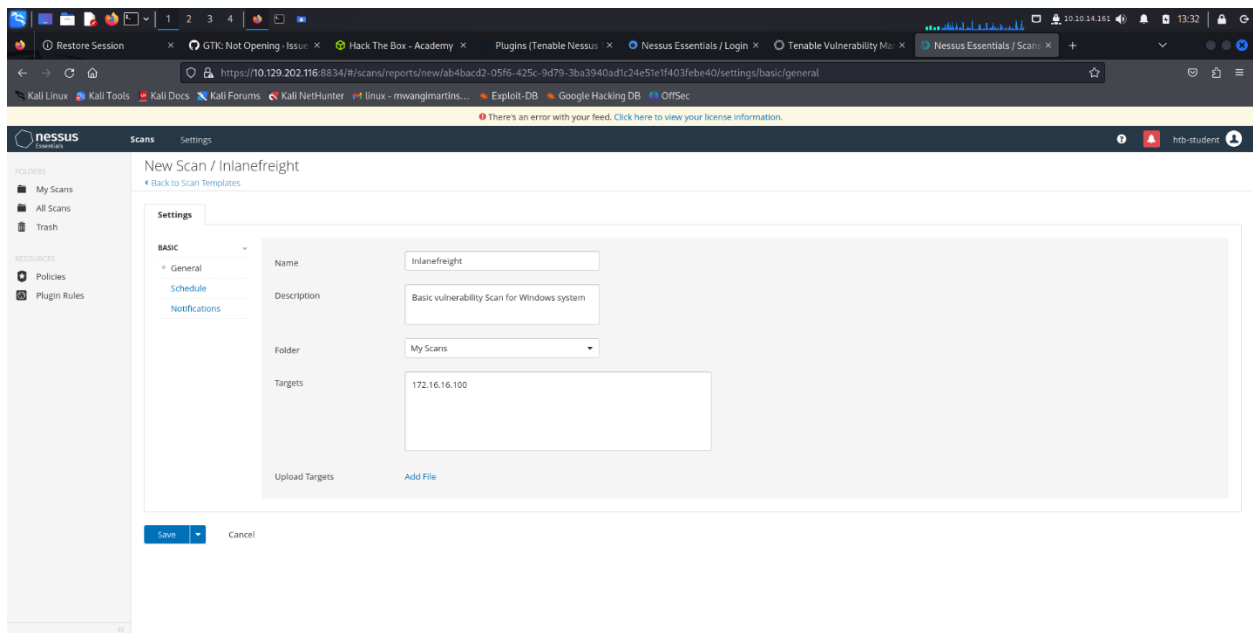 1 2 3 4
10.10.14.161 13:32
Restore Session × GTK: Not Opening - Issue × Hack The Box - Academy × Plugins (Tenable Nessus × Nessus Essentials / Login × Tenable Vulnerability Ma × Nessus Essentials / Scans × +
https://10.129.202.116:8834/#/scans/reports/new/ab4bacd2-05f6-425c-9d79-3ba3940ad1c24e51e1f403febe40/settings/basic/general
Kali Linux Kali Tools Kali Docs Kali Forums Kali NetHunter linux - mwangimartins... Exploit-DB Google Hacking DB OffSec
There's an error with your feed. Click here to view your license information.
nessus Essentials Scans Settings htb-student
FOLDERS
My Scans
All Scans
Trash
RESOURCES
Policies
Plugin Rules
New Scan / Inlanefreight
Back to Scan Templates
Settings
BASIC
General
Schedule
Notifications
Name Inlanefreight
Description Basic vulnerability Scan for Windows system
Folder My Scans
Targets 172.16.16.100
Upload Targets Add File
Save Cancel